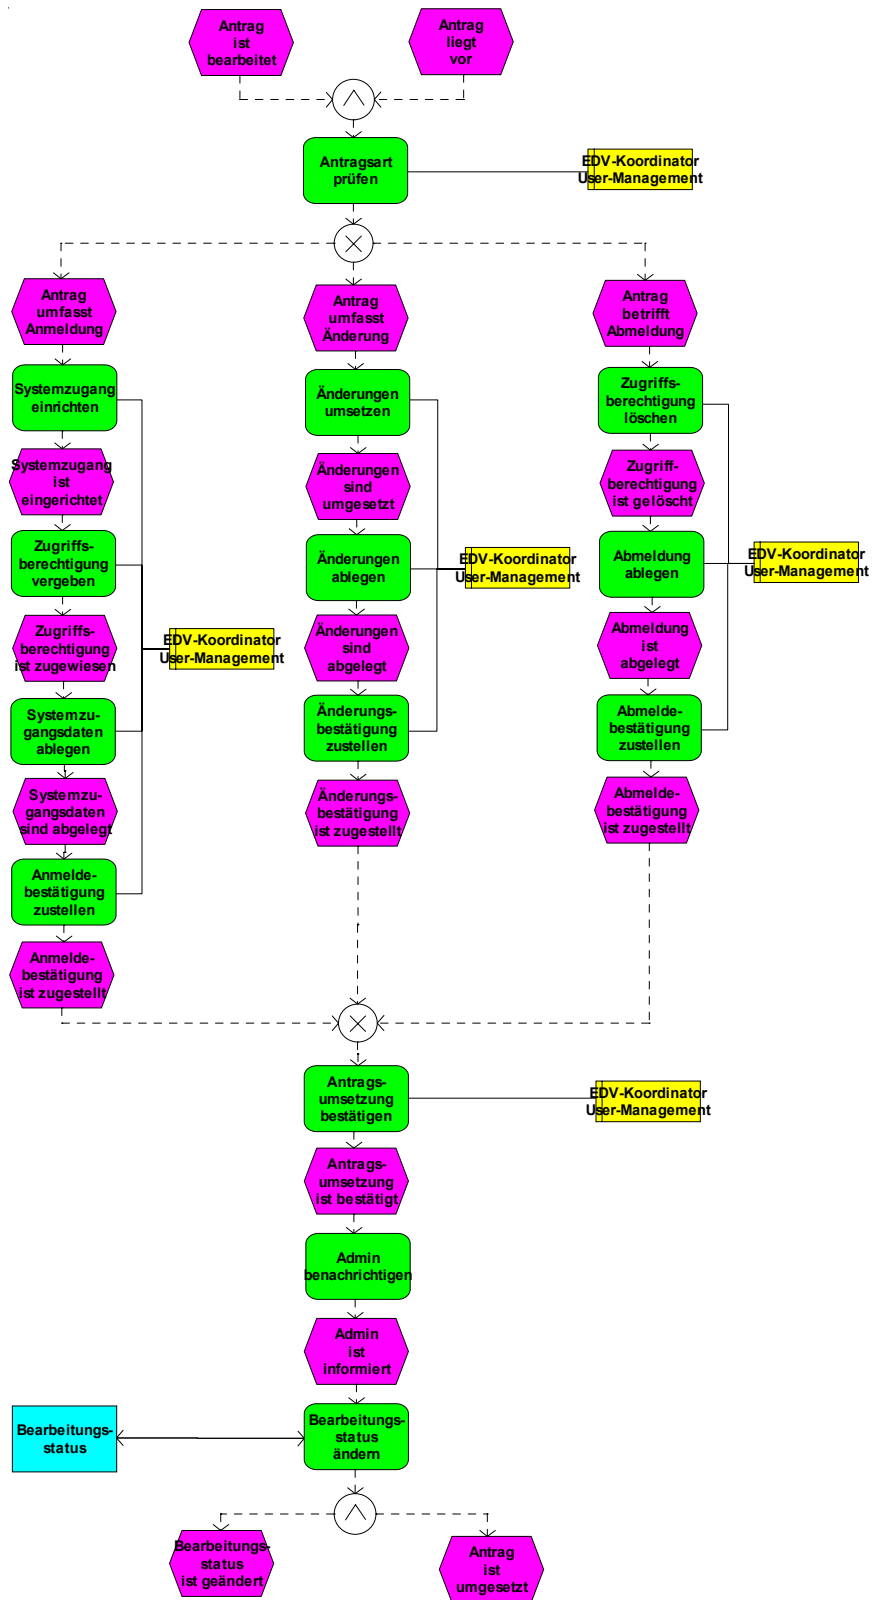 Antrag
ist
bearbeitet
Antrag
liegt
vor
Antragsart
prüfen
EDV-Koordinator
User-Management
Antrag
umfasst
Anmeldung
Antrag
umfasst
Änderung
Antrag
betrifft
Abmeldung
Systemzugang
einrichten
Änderungen
umsetzen
Zugriffs-
berechtigung
löschen
Systemzugang
ist
eingerichtet
Änderungen
sind
umgesetzt
Zugriff-
berechtigung
ist gelöscht
Zugriffs-
berechtigung
vergeben
Änderungen
ablegen
EDV-Koordinator
User-Management
Abmeldung
ablegen
EDV-Koordinator
User-Management
Zugriffs-
berechtigung
ist zugewiesen
EDV-Koordinator
User-Management
Änderungen
sind
abgelegt
Abmeldung
ist
abgelegt
Systemzu-
gangsdaten
ablegen
Änderungs-
bestätigung
zustellen
Abmelde-
bestätigung
zustellen
Systemzu-
gangsdaten
sind abgelegt
Änderungs-
bestätigung
ist zugestellt
Abmelde-
bestätigung
ist zugestellt
Anmelde-
bestätigung
zustellen
Anmelde-
bestätigung
ist zugestellt
Antrags-
umsetzung
bestätigen
EDV-Koordinator
User-Management
Antrags-
umsetzung
ist bestätigt
Admin
benachrichtigen
Admin
ist
informiert
Bearbeitungs-
status
Bearbeitungs-
status
ändern
Bearbeitungs-
status
ist geändert
Antrag
ist
umgesetzt